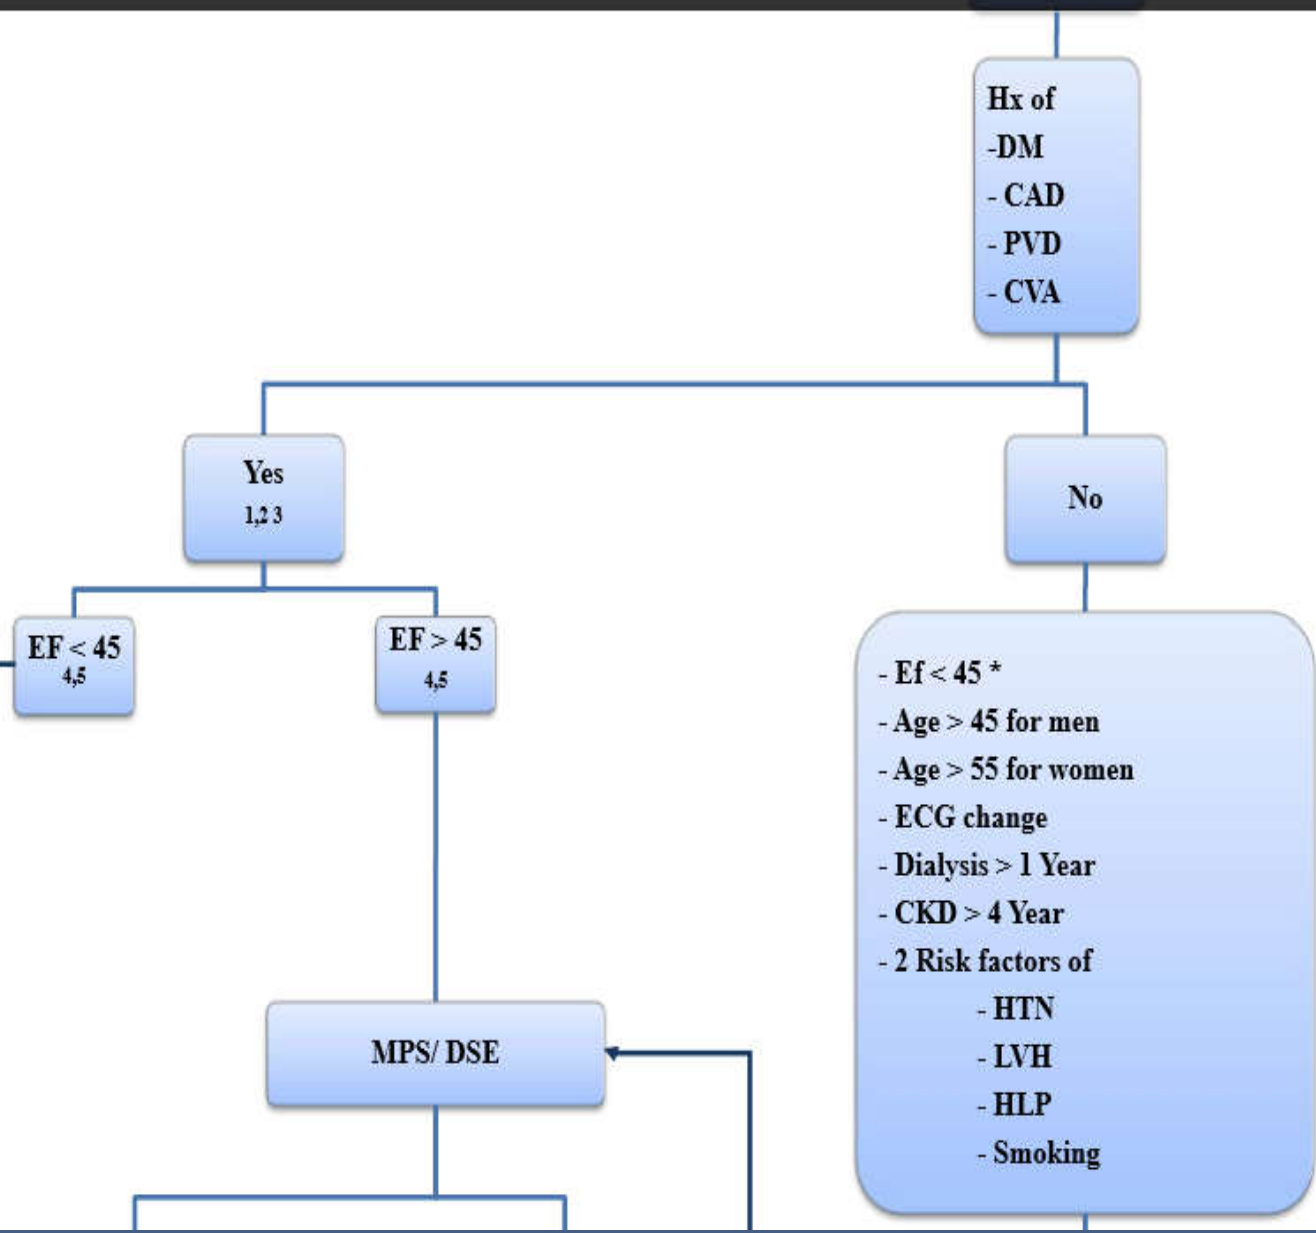 Hx of
-DM
- CAD
- PVD
- CVA
Yes
1,2 3
No
EF < 45
4,5
EF > 45
4,5
- Ef < 45 *
- Age > 45 for men
- Age > 55 for women
- ECG change
- Dialysis > 1 Year
- CKD > 4 Year
- 2 Risk factors of
- HTN
- LVH
- HLP
- Smoking
MPS/ DSE